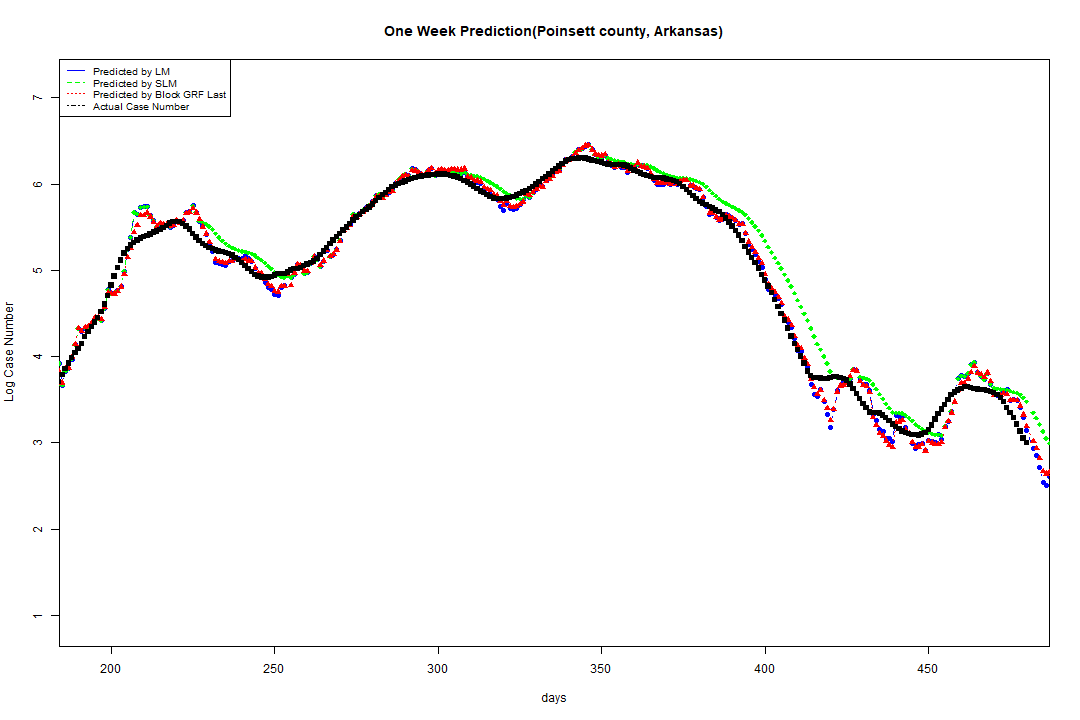 One Week Prediction(Poinsett county, Arkansas)
Predicted by LM
Predicted by SLM
Predicted by Block GRF Last
Actual Case Number
7
6
5
4
3
2
1
Log Case Number
200 250 300 350 400 450
days